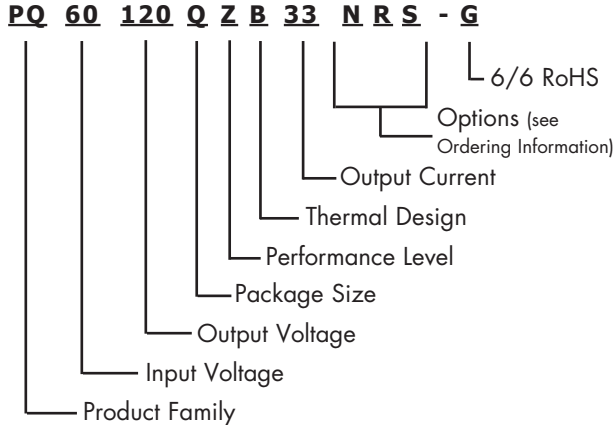 PQ 60 120 Q Z B 33 N R S - G
6/6 RoHS
Options (see
Ordering Information)
Output Current
Thermal Design
Performance Level
Package Size
Output Voltage
Input Voltage
Product Family